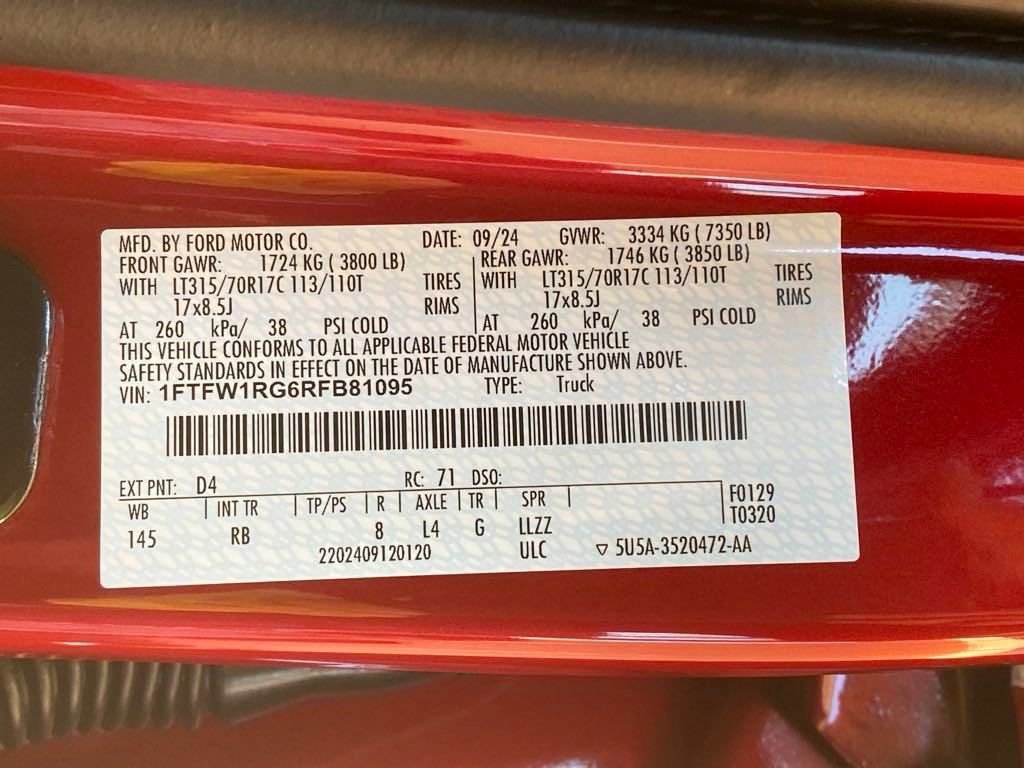 MFD. BY FORD MOTOR CO. DATE: 09/24 GVWR: 3334 KG ( 7350 LB)
FRONT GAWR: 1724 KG ( 3800 LB) REAR GAWR: 1746 KG ( 3850 LB)
WITH LT315/70R17C 113/110T TIRES WITH LT315/70R17C 113/110T TIRES
17x8.5J RIMS 17x8.5J RIMS
AT 260 kPa/ 38 PSI COLD AT 260 kPa/ 38 PSI COLD
THIS VEHICLE CONFORMS TO ALL APPLICABLE FEDERAL MOTOR VEHICLE
SAFETY STANDARDS IN EFFECT ON THE DATE OF MANUFACTURE SHOWN ABOVE.
VIN: 1FTFW1RG6RFB81095 TYPE: Truck
EXT PNT: D4 RC: 71 DSO:
WB INT TR TP/PS R AXLE TR SPR F0129
145 RB 8 L4 G LLZZ T0320
2202409120120 ULC ▽ 5U5A-3520472-AA